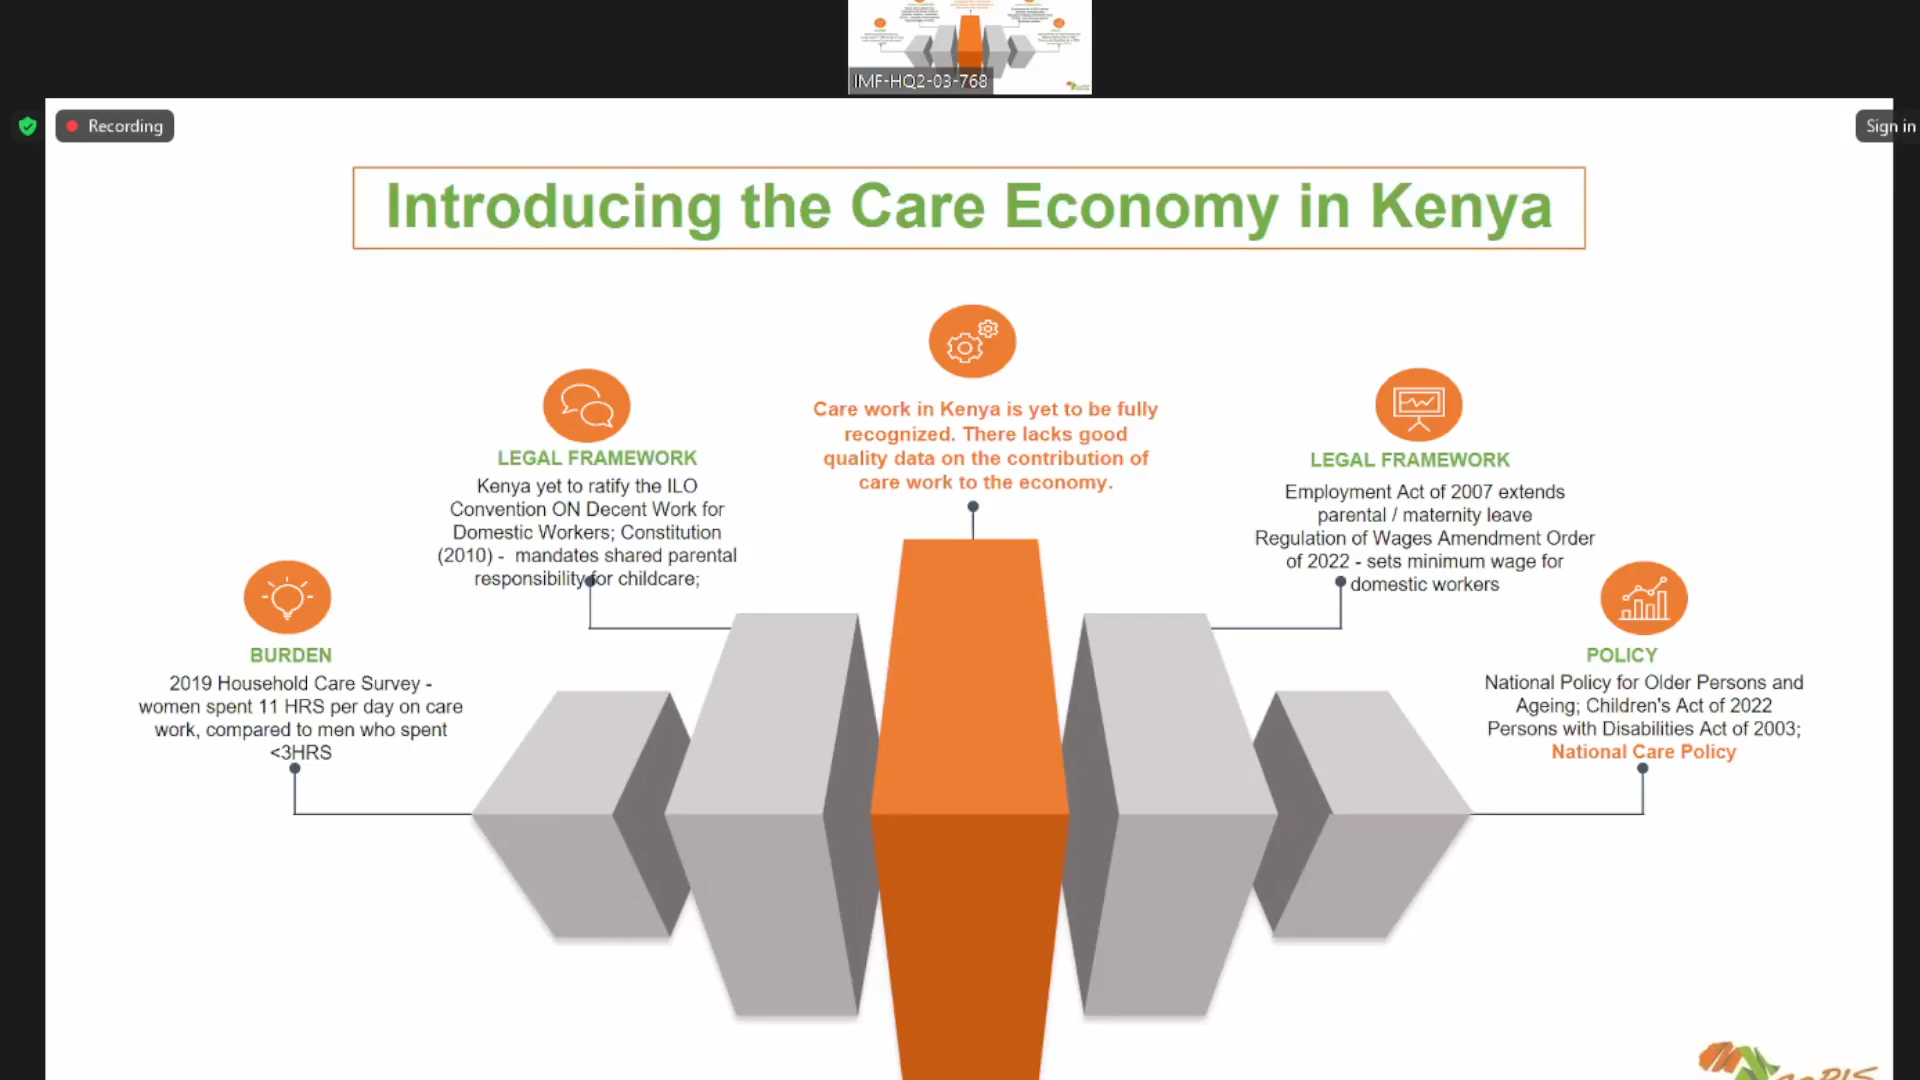 IMF-HQ2-03-768
Recording
Sign in
Introducing the Care Economy in Kenya
Care work in Kenya is yet to be fully
recognized. There lacks good
quality data on the contribution of
care work to the economy.
LEGAL FRAMEWORK
Kenya yet to ratify the ILO
Convention ON Decent Work for
Domestic Workers; Constitution
(2010) - mandates shared parental
responsibility for childcare;
LEGAL FRAMEWORK
Employment Act of 2007 extends
parental / maternity leave
Regulation of Wages Amendment Order
of 2022 - sets minimum wage for
domestic workers
BURDEN
2019 Household Care Survey -
women spent 11 HRS per day on care
work, compared to men who spent
<3HRS
POLICY
National Policy for Older Persons and
Ageing; Children's Act of 2022
Persons with Disabilities Act of 2003;
National Care Policy